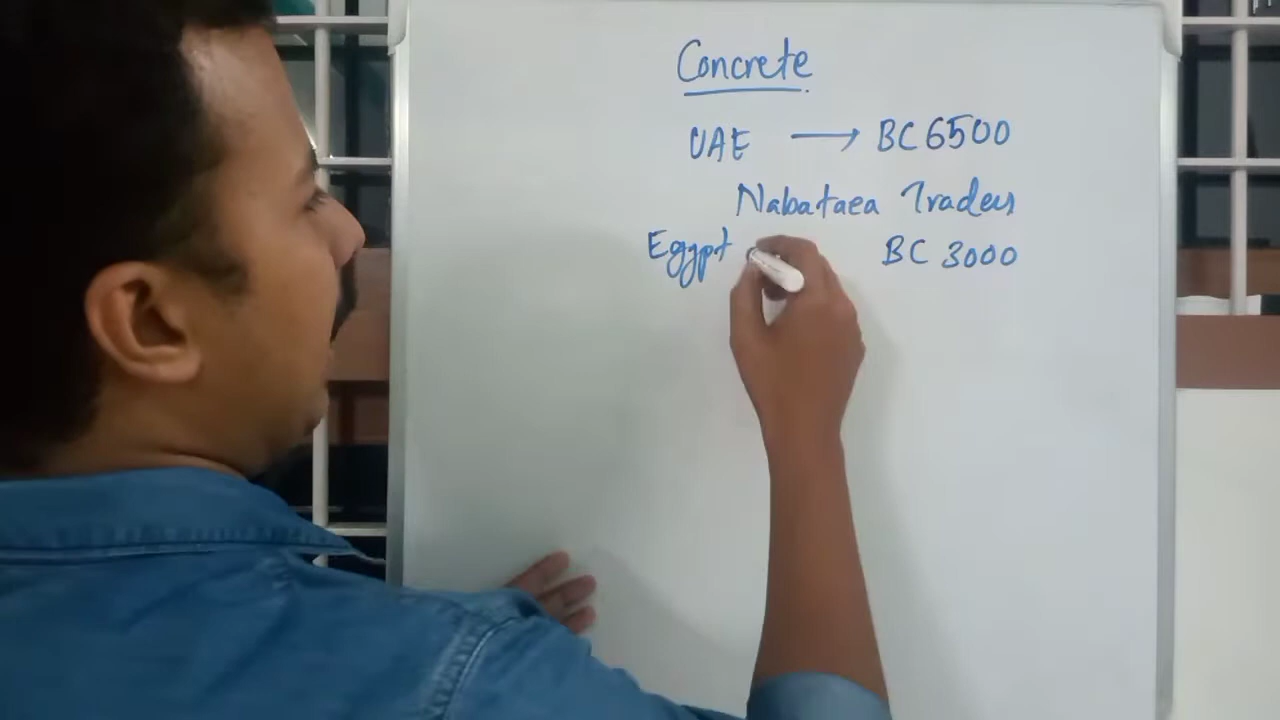 Concrete
UAE → BC 6500
Nabataea Traders
Egypt BC 3000